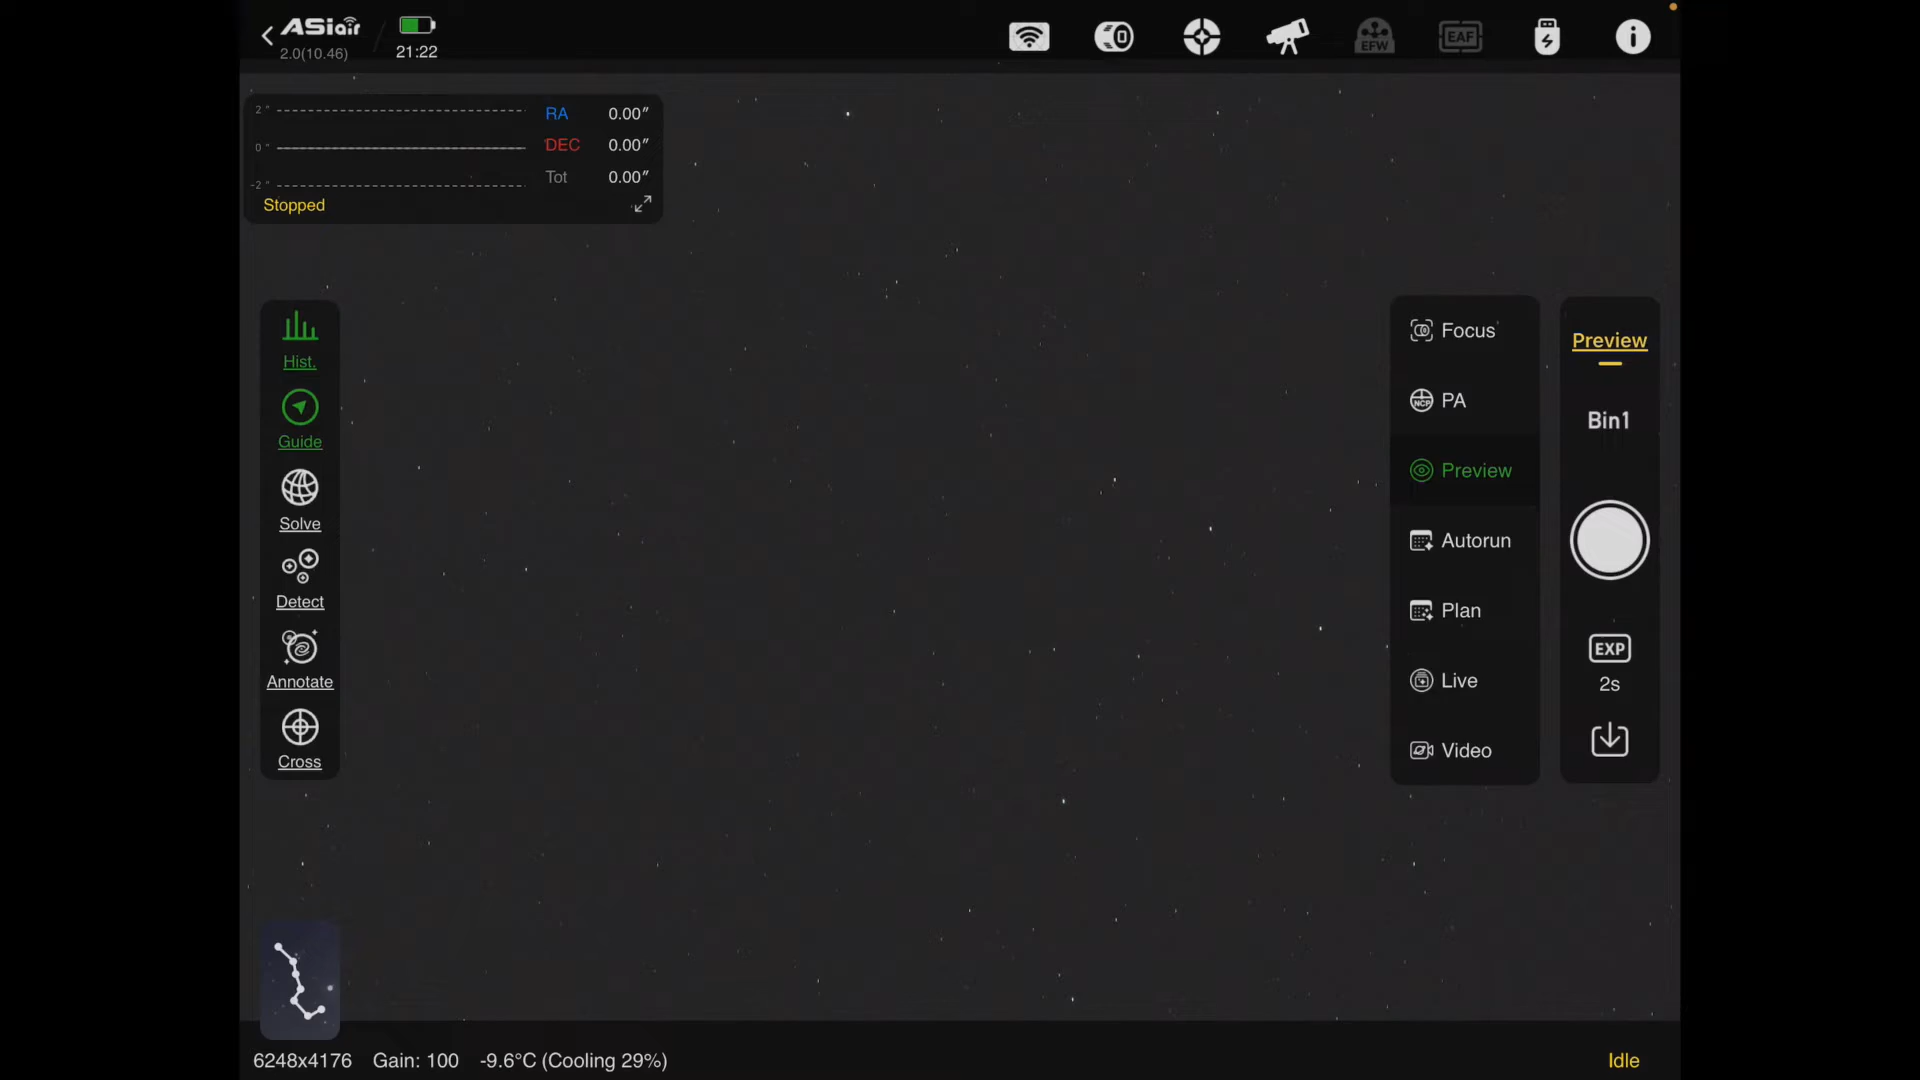 ASiair
2.0(10.46)
21:22
EFW
EAF
2 "
RA 0.00″
0 "
DEC 0.00″
Tot 0.00″
-2 "
Stopped
Hist.
Guide
Solve
Detect
Annotate
Cross
Focus
NCP PA
Preview
Autorun
Plan
Live
Video
Preview
Bin1
EXP
2s
6248x4176 Gain: 100 -9.6°C (Cooling 29%)
Idle